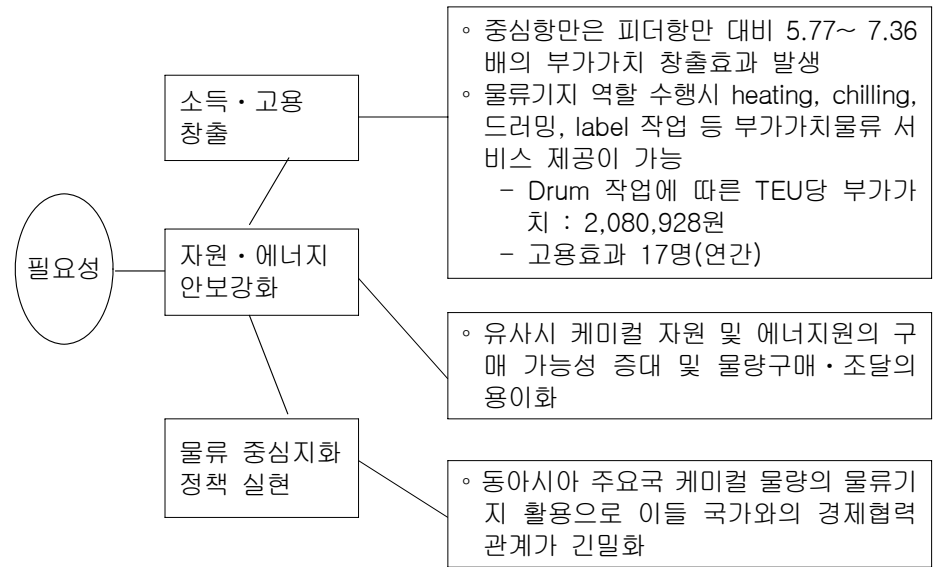 필요성
소득・고용
창출
◦ 중심항만은 피더항만 대비 5.77~ 7.36
배의 부가가치 창출효과 발생
◦ 물류기지 역할 수행시 heating, chilling,
드러밍, label 작업 등 부가가치물류 서
비스 제공이 가능
- Drum 작업에 따른 TEU당 부가가
치 : 2,080,928원
- 고용효과 17명(연간)
자원・에너지
안보강화
◦ 유사시 케미컬 자원 및 에너지원의 구
매 가능성 증대 및 물량구매・조달의
용이화
물류 중심지화
정책 실현
◦ 동아시아 주요국 케미컬 물량의 물류기
지 활용으로 이들 국가와의 경제협력
관계가 긴밀화